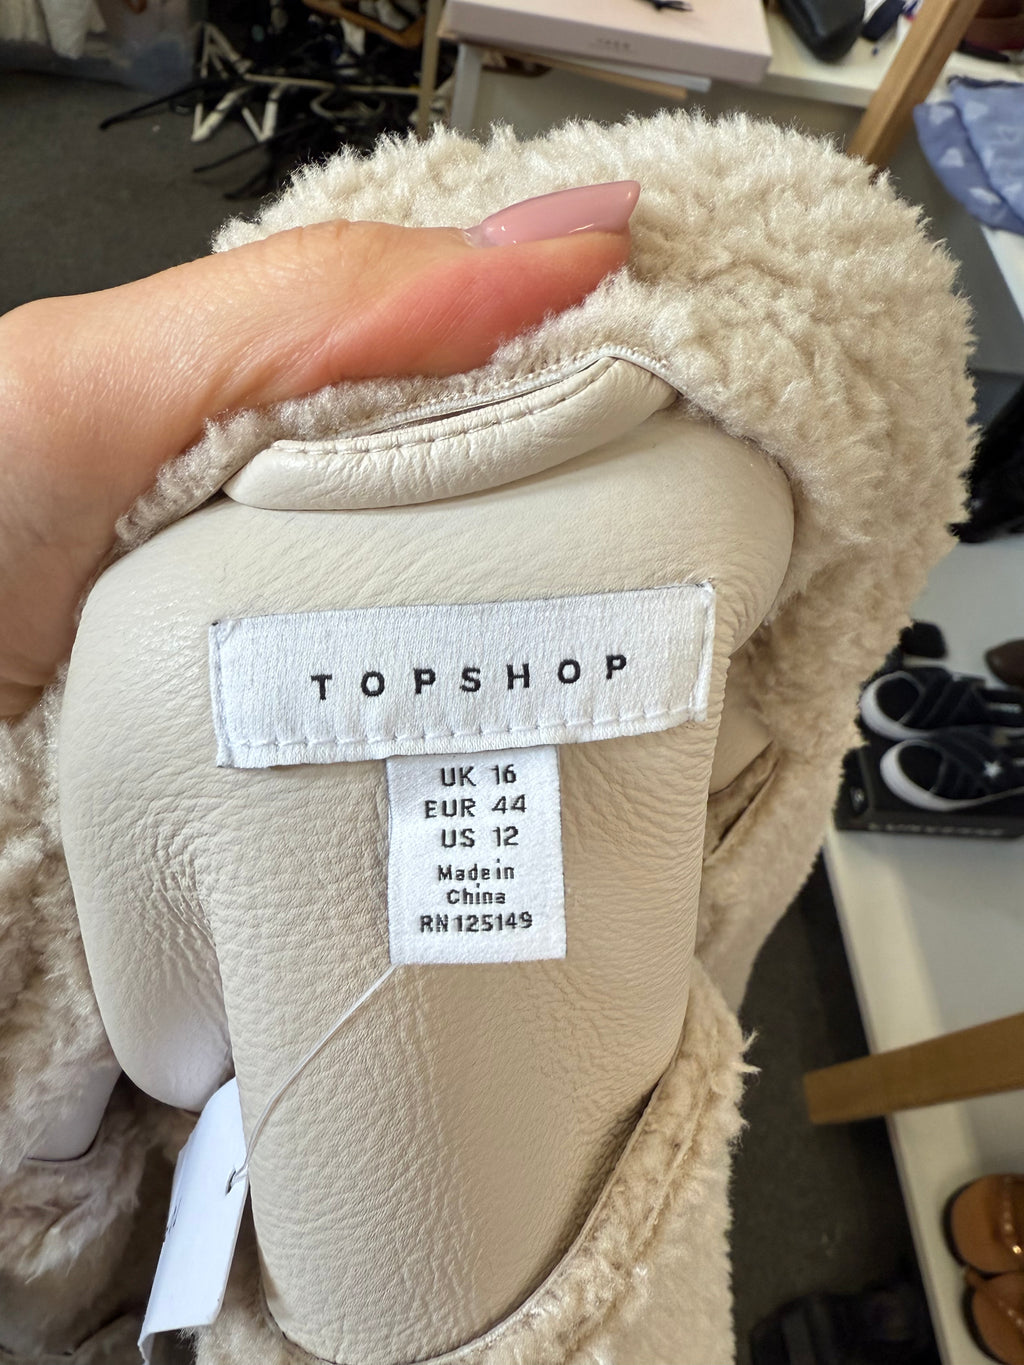 TOPSHOP
UK 16
EUR 44
US 12
Made in
China
RN125149